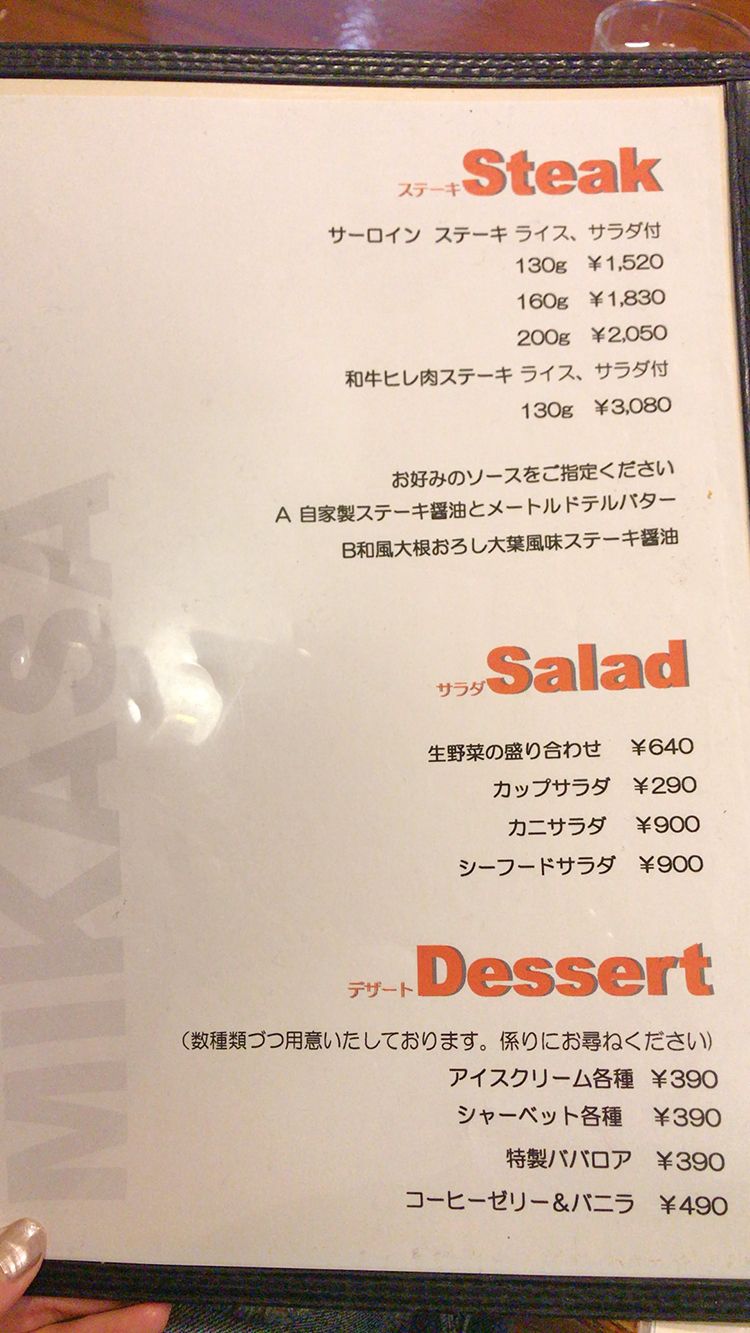 ステーキ Steak
サーロイン ステーキ ライス、サラダ付
130g ¥1,520
160g ¥1,830
200g ¥2,050
和牛ヒレ肉ステーキ ライス、サラダ付
130g ¥3,080
お好みのソースをご指定ください
A 自家製ステーキ醤油とメートルドテルバター
B和風大根おろし大葉風味ステーキ醤油
サラダ Salad
生野菜の盛り合わせ ¥640
カップサラダ ¥290
カニサラダ ¥900
シーフードサラダ ¥900
デザート Dessert
(数種類づつ用意いたしております。係りにお尋ねください)
アイスクリーム各種 ¥390
シャーベット各種 ¥390
特製ババロア ¥390
コーヒーゼリー&バニラ ¥490
MIKASA